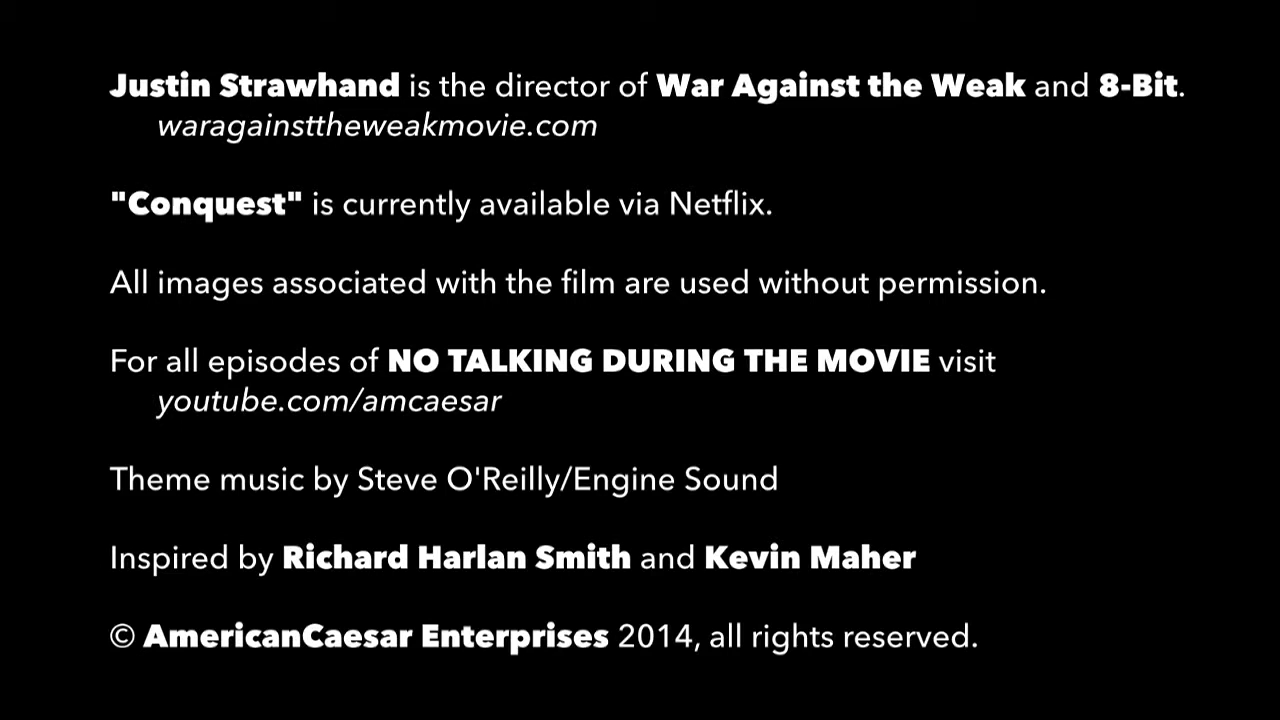 Justin Strawhand is the director of War Against the Weak and 8-Bit.
waragainsttheweakmovie.com
"Conquest" is currently available via Netflix.
All images associated with the film are used without permission.
For all episodes of NO TALKING DURING THE MOVIE visit
youtube.com/amcaesar
Theme music by Steve O'Reilly/Engine Sound
Inspired by Richard Harlan Smith and Kevin Maher
© AmericanCaesar Enterprises 2014, all rights reserved.